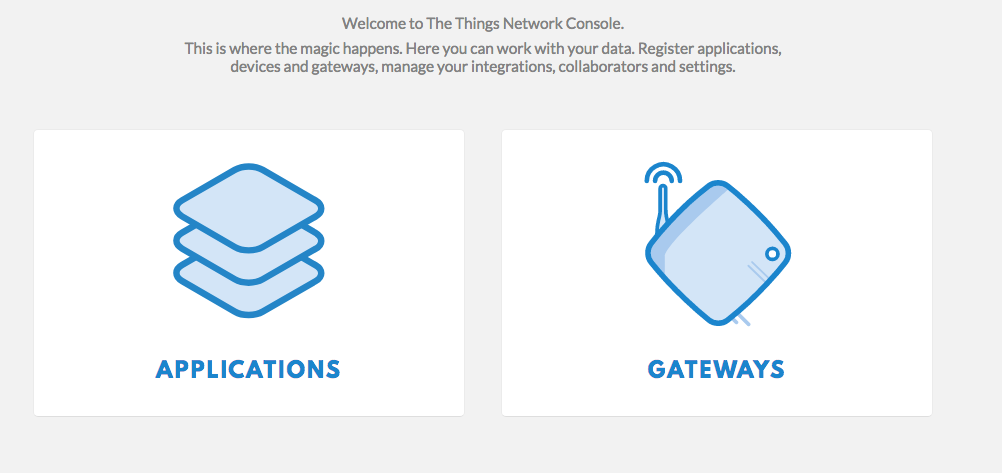 Welcome to The Things Network Console.
This is where the magic happens. Here you can work with your data. Register applications,
devices and gateways, manage your integrations, collaborators and settings.
APPLICATIONS
GATEWAYS